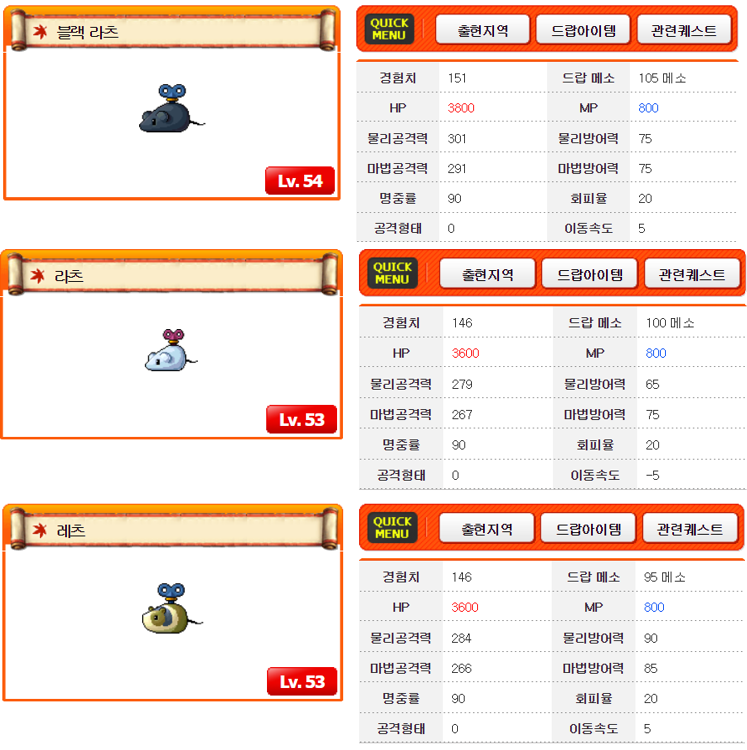 블랙 라츠
Lv. 54
QUICK MENU 출현지역 드랍아이템 관련퀘스트
경험치 151 드랍 메소 105 메소
HP 3800 MP 800
물리공격력 301 물리방어력 75
마법공격력 291 마법방어력 75
명중률 90 회피율 20
공격형태 0 이동속도 5
라츠
Lv. 53
QUICK MENU 출현지역 드랍아이템 관련퀘스트
경험치 146 드랍 메소 100 메소
HP 3600 MP 800
물리공격력 279 물리방어력 65
마법공격력 267 마법방어력 75
명중률 90 회피율 20
공격형태 0 이동속도 -5
레츠
Lv. 53
QUICK MENU 출현지역 드랍아이템 관련퀘스트
경험치 146 드랍 메소 95 메소
HP 3600 MP 800
물리공격력 284 물리방어력 90
마법공격력 266 마법방어력 85
명중률 90 회피율 20
공격형태 0 이동속도 5